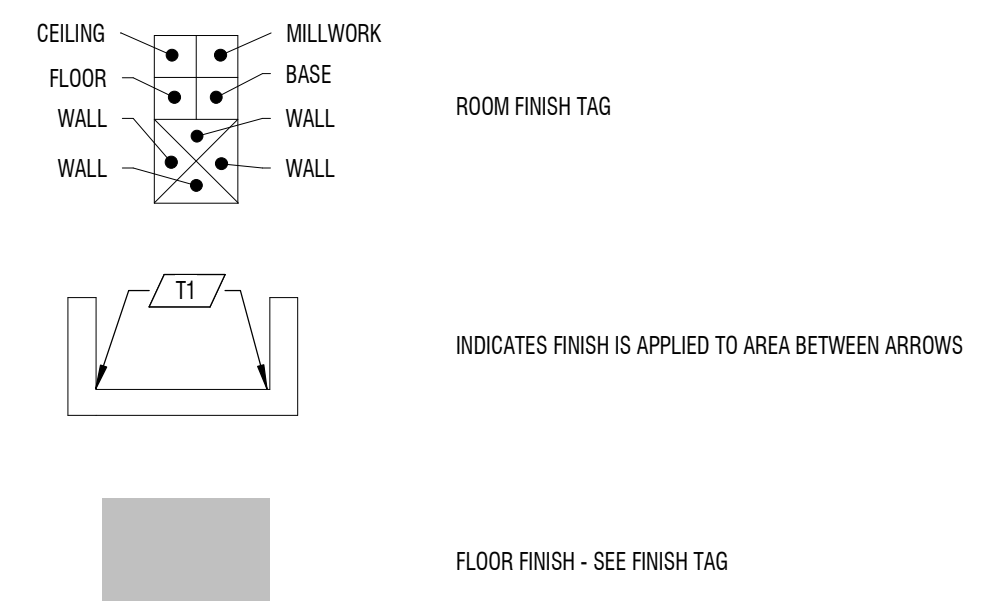 CEILING
MILLWORK
FLOOR
BASE
WALL
WALL
WALL
WALL
ROOM FINISH TAG
T1
INDICATES FINISH IS APPLIED TO AREA BETWEEN ARROWS
FLOOR FINISH - SEE FINISH TAG